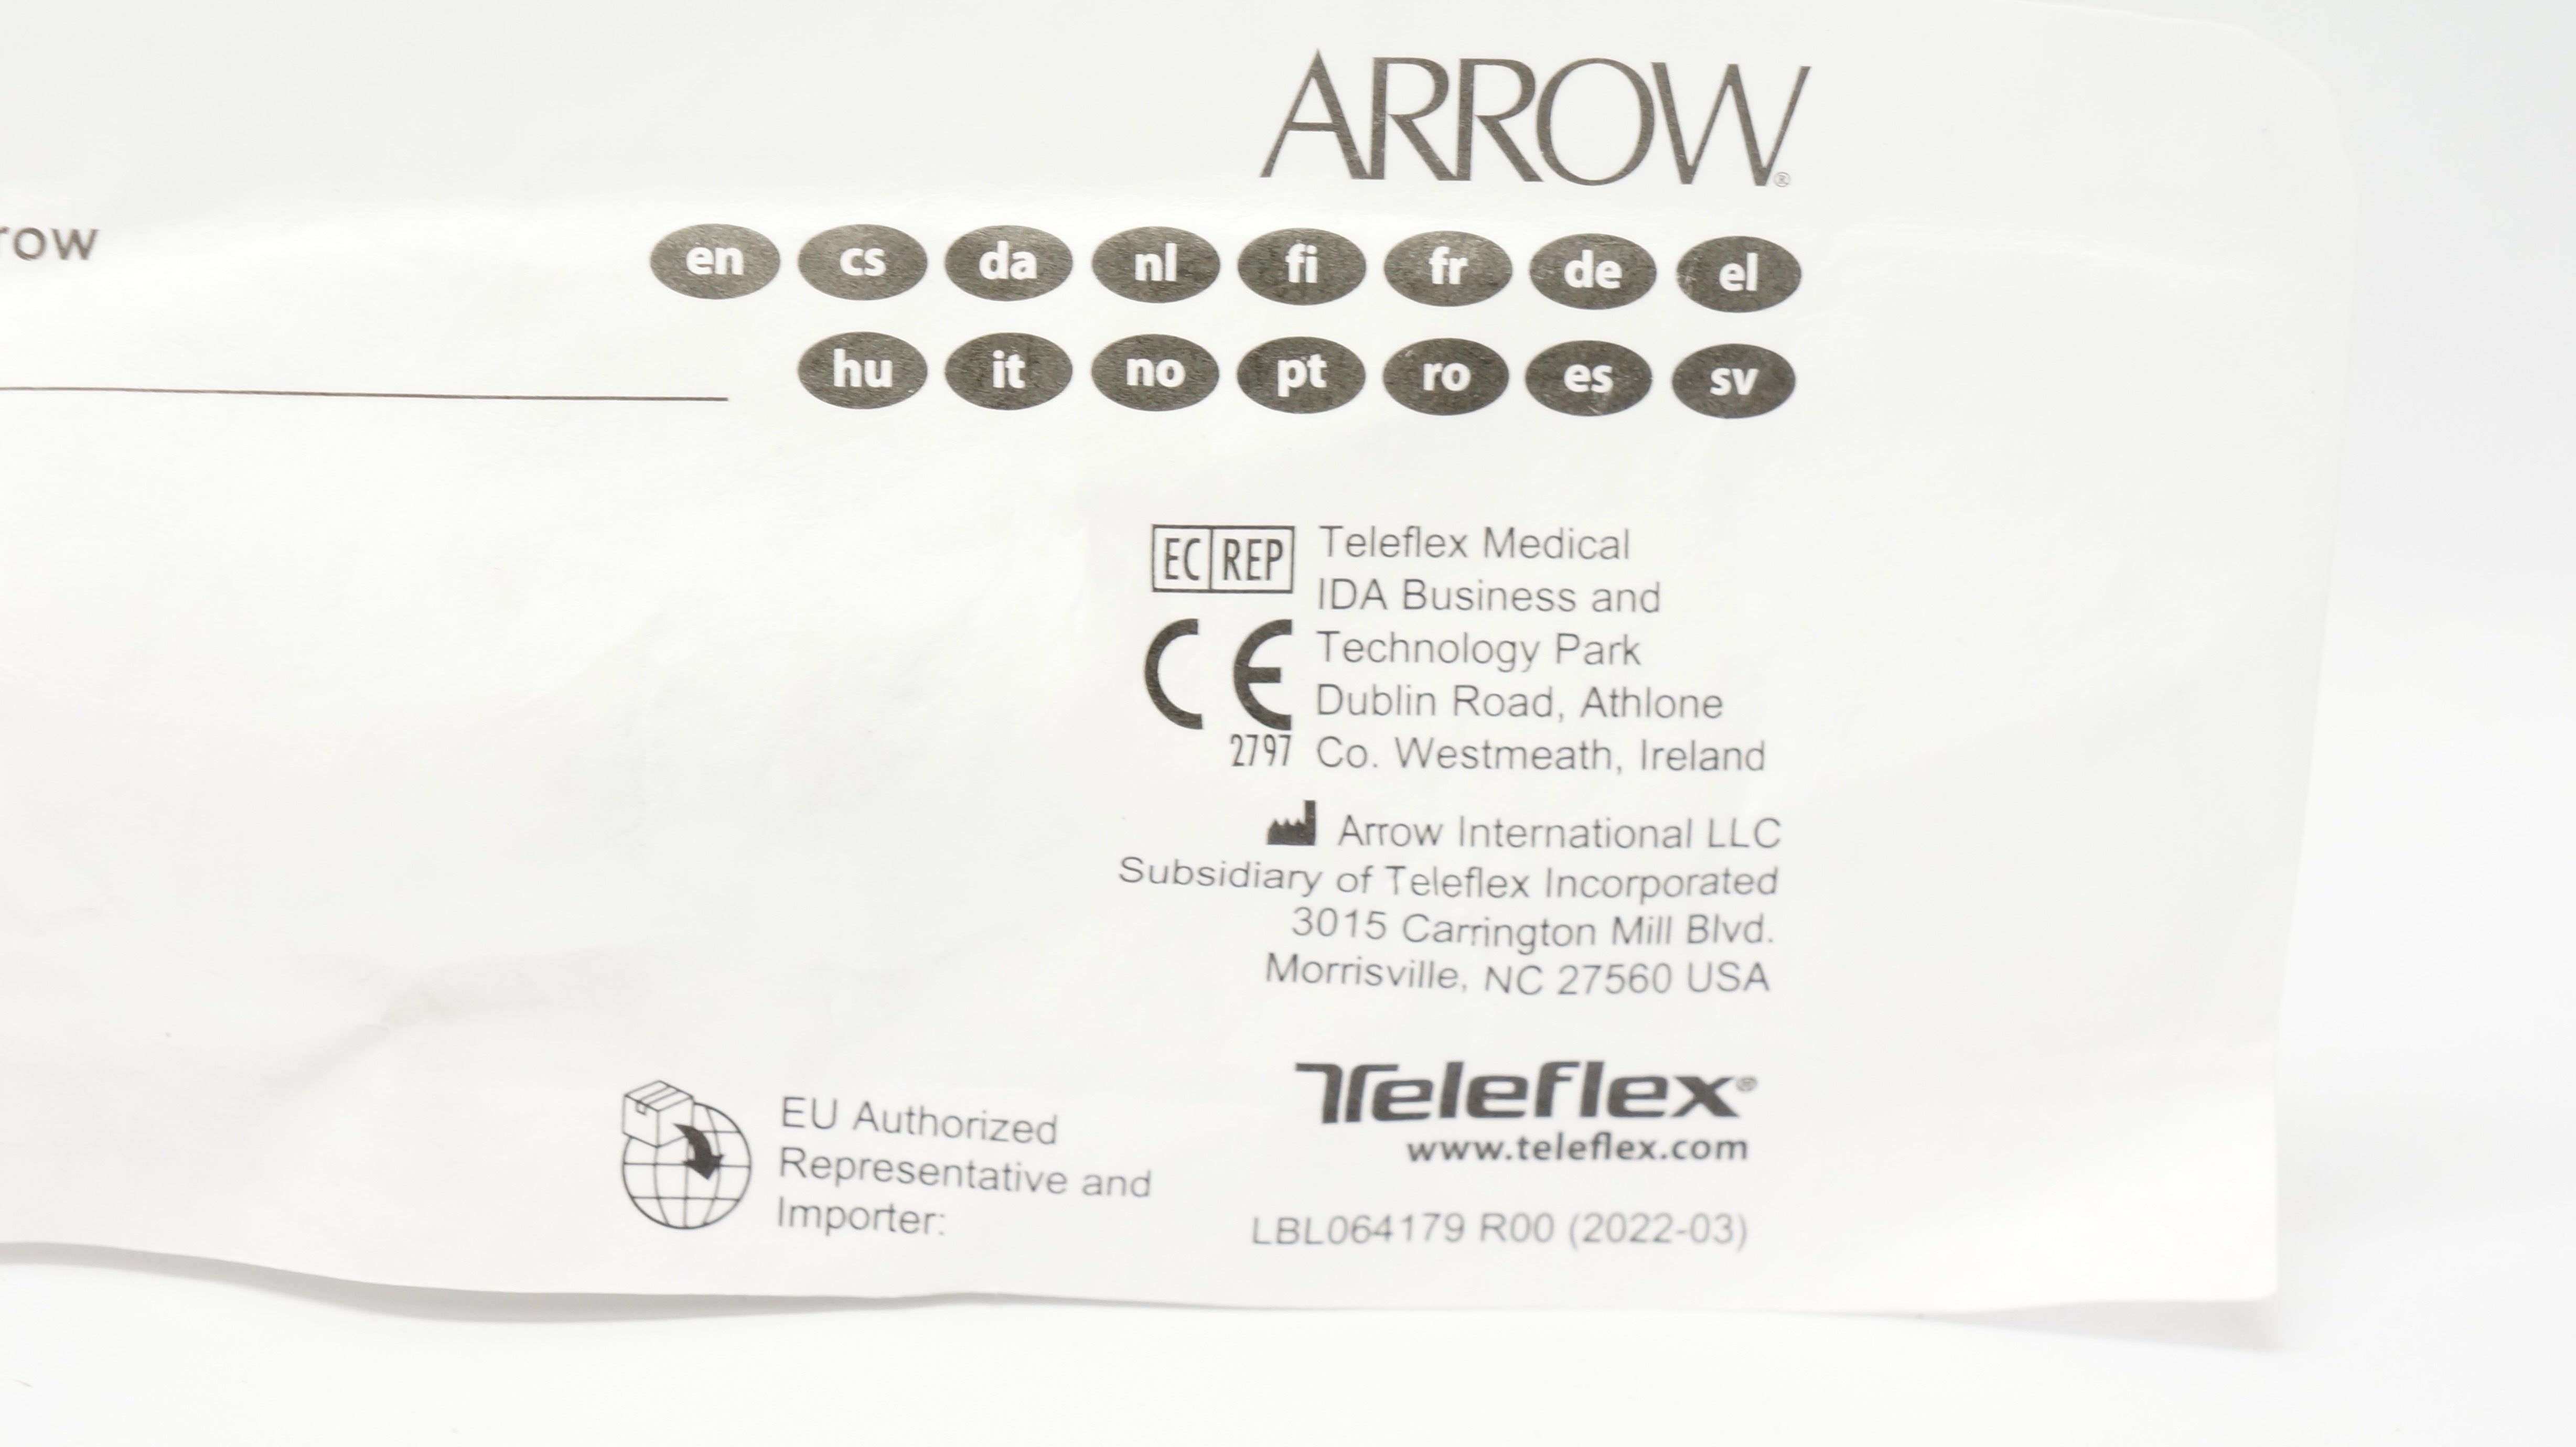 ARROW®
row
en cs da nl fi fr de el
hu it no pt ro es sv
EC REP
CE
2797
Teleflex Medical
IDA Business and
Technology Park
Dublin Road, Athlone
Co. Westmeath, Ireland
Arrow International LLC
Subsidiary of Teleflex Incorporated
3015 Carrington Mill Blvd.
Morrisville, NC 27560 USA
Teleflex®
www.teleflex.com
EU Authorized
Representative and
Importer:
LBL064179 R00 (2022-03)